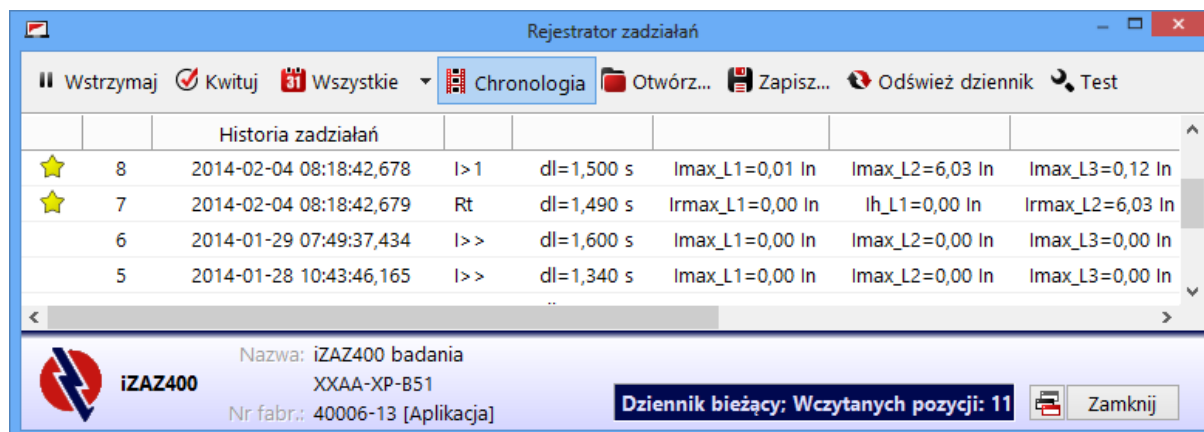 Rejestrator zadziałań
Wstrzymaj Kwituj 31 Wszystkie Chronologia Otwórz... Zapisz... Odśwież dziennik Test
Historia zadziałań
8 2014-02-04 08:18:42,678 I>1 dl=1,500 s Imax_L1=0,01 In Imax_L2=6,03 In Imax_L3=0,12 In
7 2014-02-04 08:18:42,679 Rt dl=1,490 s Irmax_L1=0,00 In Ih_L1=0,00 In Irmax_L2=6,03 In
6 2014-01-29 07:49:37,434 I>> dl=1,600 s Imax_L1=0,00 In Imax_L2=0,00 In Imax_L3=0,00 In
5 2014-01-28 10:43:46,165 I>> dl=1,340 s Imax_L1=0,00 In Imax_L2=0,00 In Imax_L3=0,00 In
Nazwa: iZAZ400 badania
iZAZ400 XXAA-XP-B51
Nr fabr.: 40006-13 [Aplikacja]
Dziennik bieżący; Wczytanych pozycji: 11 Zamknij